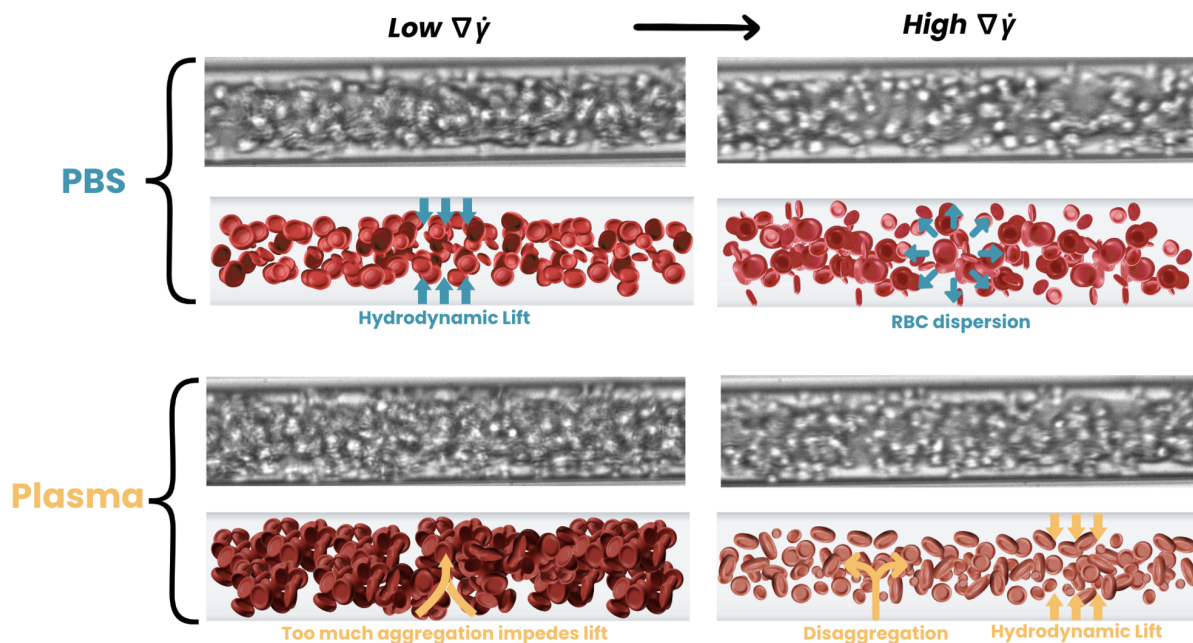 Low ∇ γ̇
High ∇ γ̇
PBS
Hydrodynamic Lift
RBC dispersion
Plasma
Too much aggregation impedes lift
Disaggregation
Hydrodynamic Lift